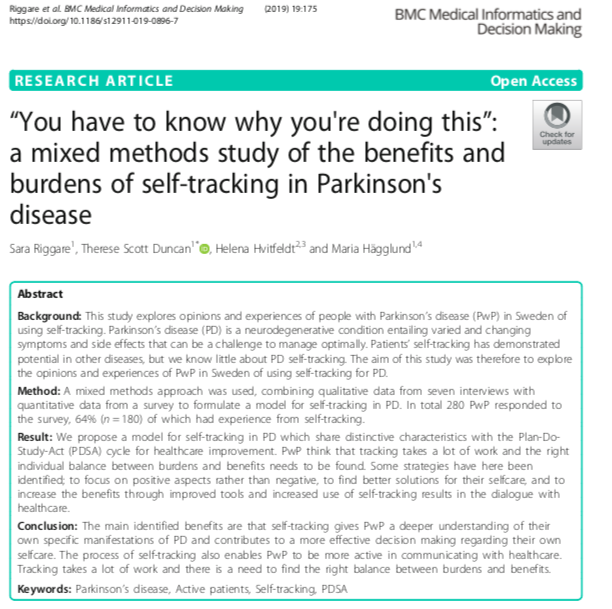 Riggare et al. BMC Medical Informatics and Decision Making (2019) 19:175
https://doi.org/10.1186/s12911-019-0896-7
BMC Medical Informatics and
Decision Making
RESEARCH ARTICLE Open Access
“You have to know why you're doing this”:
a mixed methods study of the benefits and
burdens of self-tracking in Parkinson's
disease
Check for
updates
Sara Riggare1, Therese Scott Duncan1*, Helena Hvitfeldt2,3 and Maria Hägglund1,4
Abstract
Background: This study explores opinions and experiences of people with Parkinson's disease (PwP) in Sweden of
using self-tracking. Parkinson's disease (PD) is a neurodegenerative condition entailing varied and changing
symptoms and side effects that can be a challenge to manage optimally. Patients' self-tracking has demonstrated
potential in other diseases, but we know little about PD self-tracking. The aim of this study was therefore to explore
the opinions and experiences of PwP in Sweden of using self-tracking for PD.
Method: A mixed methods approach was used, combining qualitative data from seven interviews with
quantitative data from a survey to formulate a model for self-tracking in PD. In total 280 PwP responded to
the survey, 64% (n = 180) of which had experience from self-tracking.
Result: We propose a model for self-tracking in PD which share distinctive characteristics with the Plan-Do-
Study-Act (PDSA) cycle for healthcare improvement. PwP think that tracking takes a lot of work and the right
individual balance between burdens and benefits needs to be found. Some strategies have here been
identified; to focus on positive aspects rather than negative, to find better solutions for their selfcare, and to
increase the benefits through improved tools and increased use of self-tracking results in the dialogue with
healthcare.
Conclusion: The main identified benefits are that self-tracking gives PwP a deeper understanding of their
own specific manifestations of PD and contributes to a more effective decision making regarding their own
selfcare. The process of self-tracking also enables PwP to be more active in communicating with healthcare.
Tracking takes a lot of work and there is a need to find the right balance between burdens and benefits.
Keywords: Parkinson's disease, Active patients, Self-tracking, PDSA